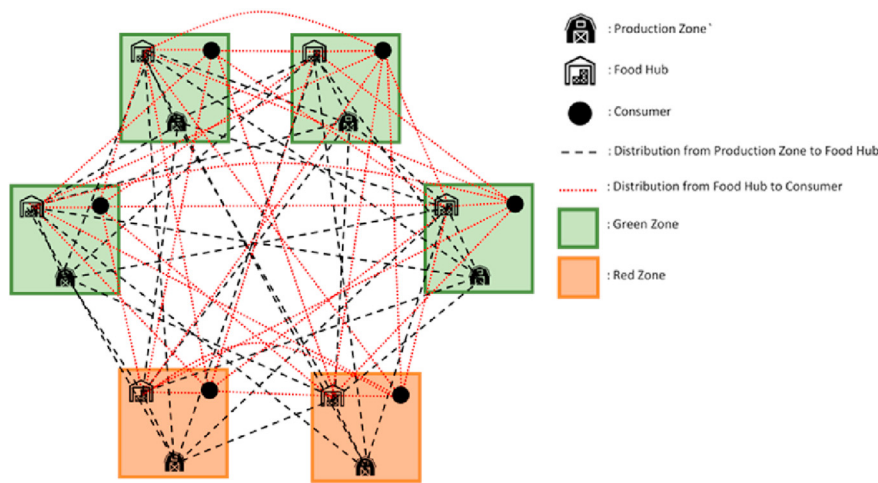 : Production Zone*
: Food Hub
: Consumer
: Distribution from Production Zone to Food Hub
: Distribution from Food Hub to Consumer
: Green Zone
: Red Zone